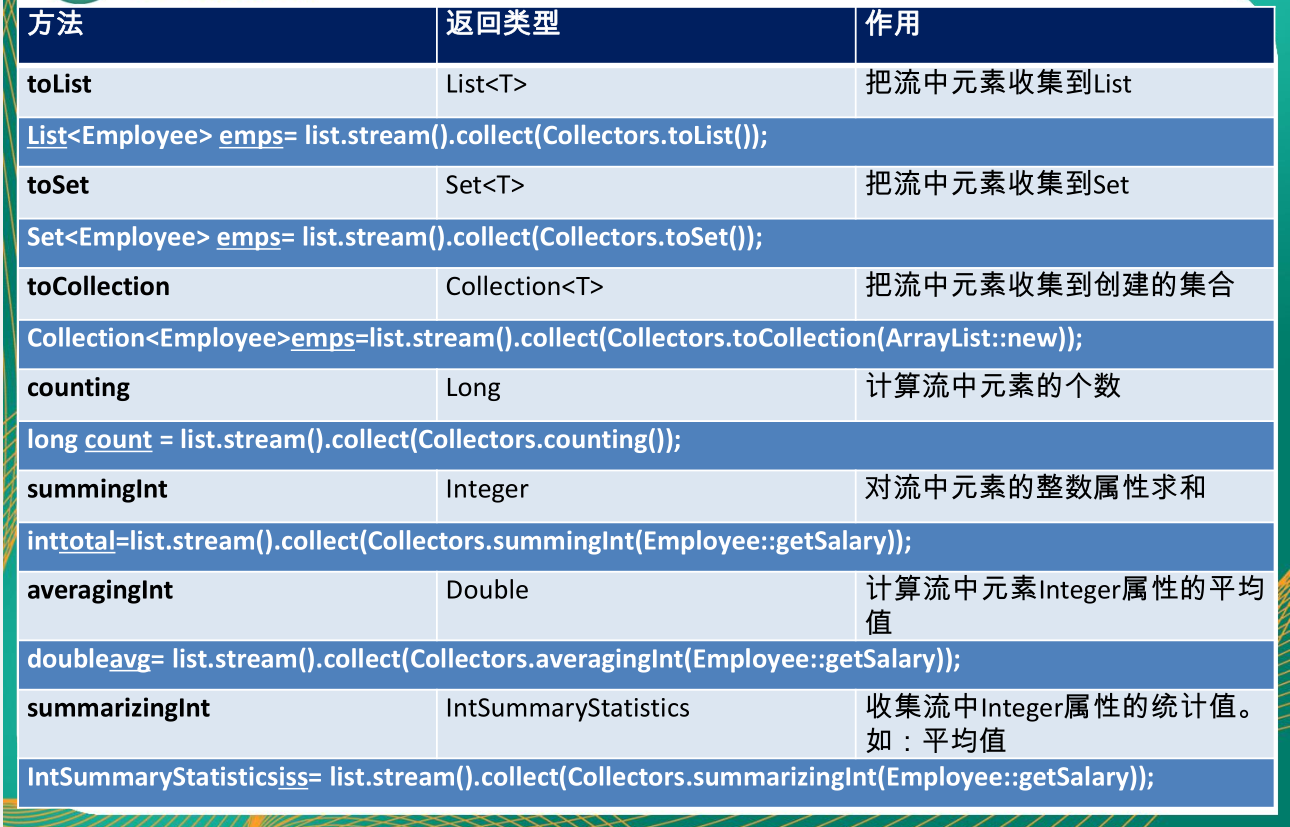 方法 返回类型 作用
toList List<T> 把流中元素收集到List
List<Employee> emps= list.stream().collect(Collectors.toList());
toSet Set<T> 把流中元素收集到Set
Set<Employee> emps= list.stream().collect(Collectors.toSet());
toCollection Collection<T> 把流中元素收集到创建的集合
Collection<Employee>emps=list.stream().collect(Collectors.toCollection(ArrayList::new));
counting Long 计算流中元素的个数
long count = list.stream().collect(Collectors.counting());
summingInt Integer 对流中元素的整数属性求和
inttotal=list.stream().collect(Collectors.summingInt(Employee::getSalary));
averagingInt Double 计算流中元素Integer属性的平均
值
doubleavg= list.stream().collect(Collectors.averagingInt(Employee::getSalary));
summarizingInt IntSummaryStatistics 收集流中Integer属性的统计值。
如：平均值
IntSummaryStatisticsiss= list.stream().collect(Collectors.summarizingInt(Employee::getSalary));